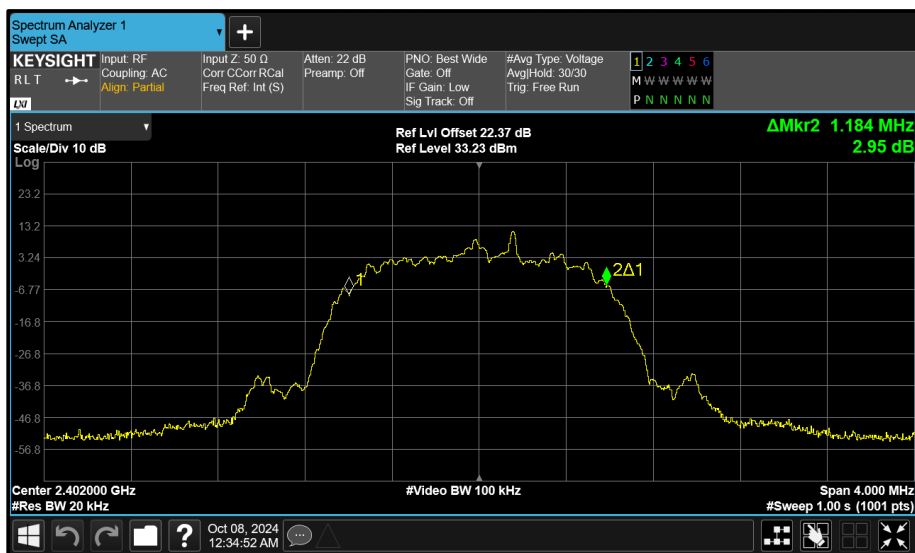 Spectrum Analyzer 1
Swept SA
+
KEYSIGHT Input: RF Input Z: 50 Ω Atten: 22 dB PNO: Best Wide #Avg Type: Voltage 1 2 3 4 5 6
R L T Coupling: AC Corr CCorr RCal Preamp: Off Gate: Off Avg|Hold: 30/30 M W W W W W
Align: Partial Freq Ref: Int (S) IF Gain: Low Trig: Free Run
LXI Sig Track: Off P N N N N N
1 Spectrum Ref Lvl Offset 22.37 dB ΔMkr2 1.184 MHz
Scale/Div 10 dB Ref Level 33.23 dBm 2.95 dB
Log
23.2
13.2
3.24
1 2Δ1
-6.77
-16.8
-26.8
-36.8
-46.8
-56.8
Center 2.402000 GHz #Video BW 100 kHz Span 4.000 MHz
#Res BW 20 kHz #Sweep 1.00 s (1001 pts)
? Oct 08, 2024
12:34:52 AM